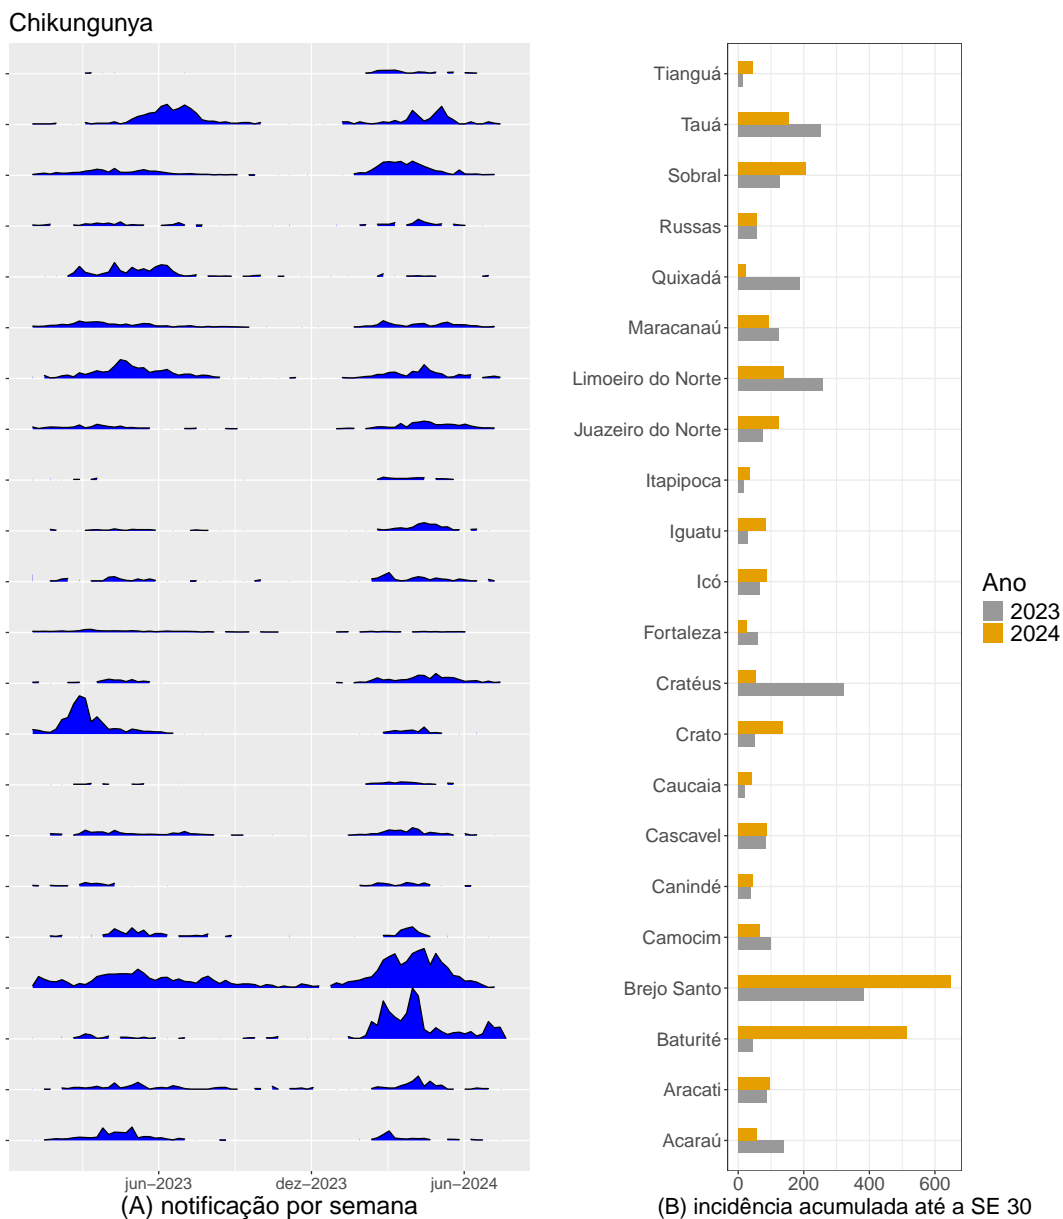 Chikungunya
Tianguá
Tauá
Sobral
Russas
Quixadá
Maracanaú
Limoeiro do Norte
Juazeiro do Norte
Itapipoca
Iguatu
Icó
Fortaleza
Cratéus
Crato
Caucaia
Cascavel
Canindé
Camocim
Brejo Santo
Baturité
Aracati
Acaraú
Ano
2023
2024
jun−2023
dez−2023
jun−2024
(A) notificação por semana
0
200
400
600
(B) incidência acumulada até a SE 30